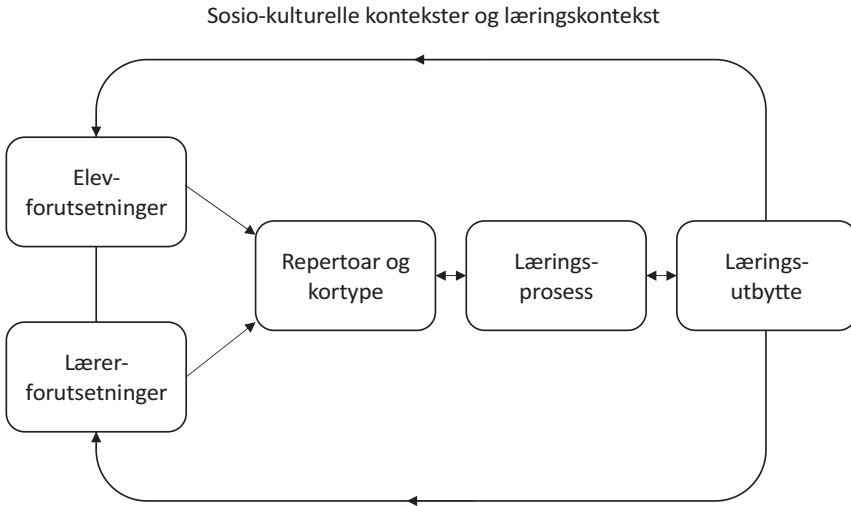 Sosio-kulturelle kontekster og læringskontekst
Elev-
forutsetninger
Repertoar og
kortype
Lærings-
prosess
Lærings-
utbytte
Lærer-
forutsetninger